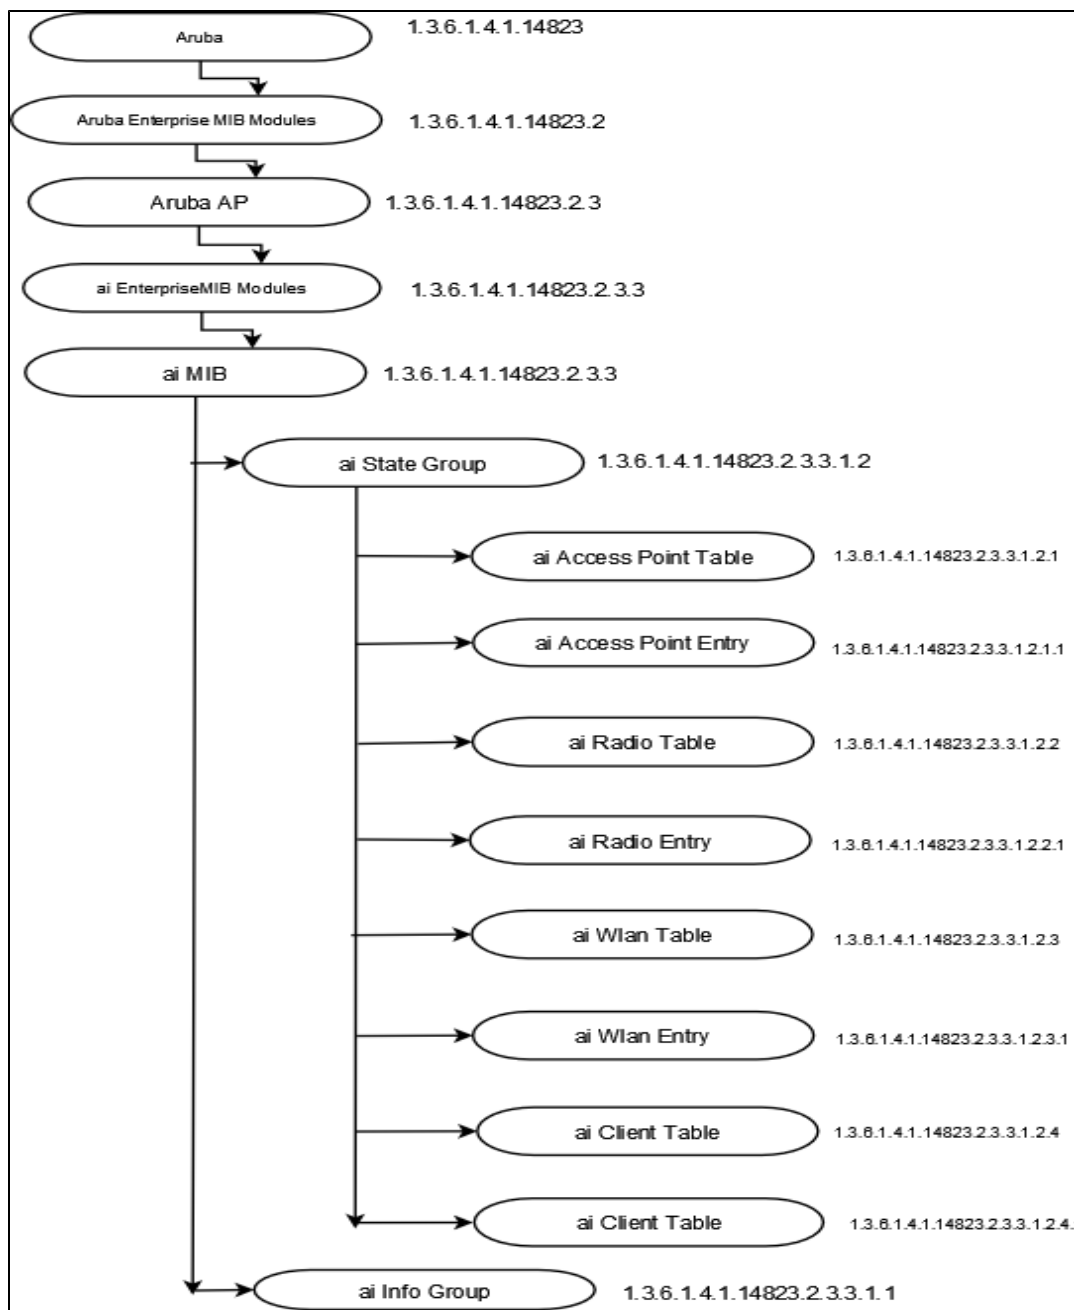 Aruba 1.3.6.1.4.1.14823
Aruba Enterprise MIB Modules 1.3.6.1.4.1.14823.2
Aruba AP 1.3.6.1.4.1.14823.2.3
ai EnterpriseMIB Modules 1.3.6.1.4.1.14823.2.3.3
ai MIB 1.3.6.1.4.1.14823.2.3.3
ai State Group 1.3.6.1.4.1.14823.2.3.3.1.2
ai Access Point Table 1.3.6.1.4.1.14823.2.3.3.1.2.1
ai Access Point Entry 1.3.6.1.4.1.14823.2.3.3.1.2.1.1
ai Radio Table 1.3.6.1.4.1.14823.2.3.3.1.2.2
ai Radio Entry 1.3.6.1.4.1.14823.2.3.3.1.2.2.1
ai Wlan Table 1.3.6.1.4.1.14823.2.3.3.1.2.3
ai Wlan Entry 1.3.6.1.4.1.14823.2.3.3.1.2.3.1
ai Client Table 1.3.6.1.4.1.14823.2.3.3.1.2.4
ai Client Table 1.3.6.1.4.1.14823.2.3.3.1.2.4.
ai Info Group 1.3.6.1.4.1.14823.2.3.3.1.1